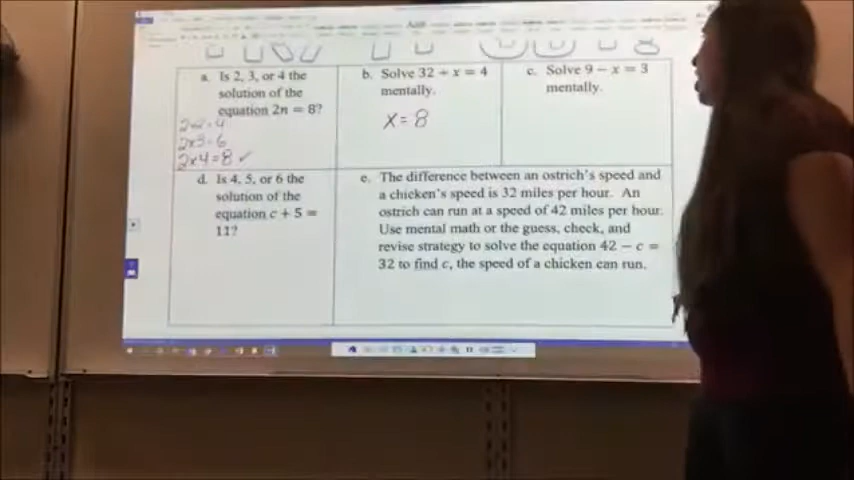 a. Is 2, 3, or 4 the
solution of the
equation 2n = 8?
2×2=4
2×3=6
2×4=8 ✓
b. Solve 32 ÷ x = 4
mentally.
x = 8
c. Solve 9 − x = 3
mentally.
d. Is 4, 5, or 6 the
solution of the
equation c + 5 =
11?
e. The difference between an ostrich's speed and
a chicken's speed is 32 miles per hour. An
ostrich can run at a speed of 42 miles per hour.
Use mental math or the guess, check, and
revise strategy to solve the equation 42 − c =
32 to find c, the speed of a chicken can run.